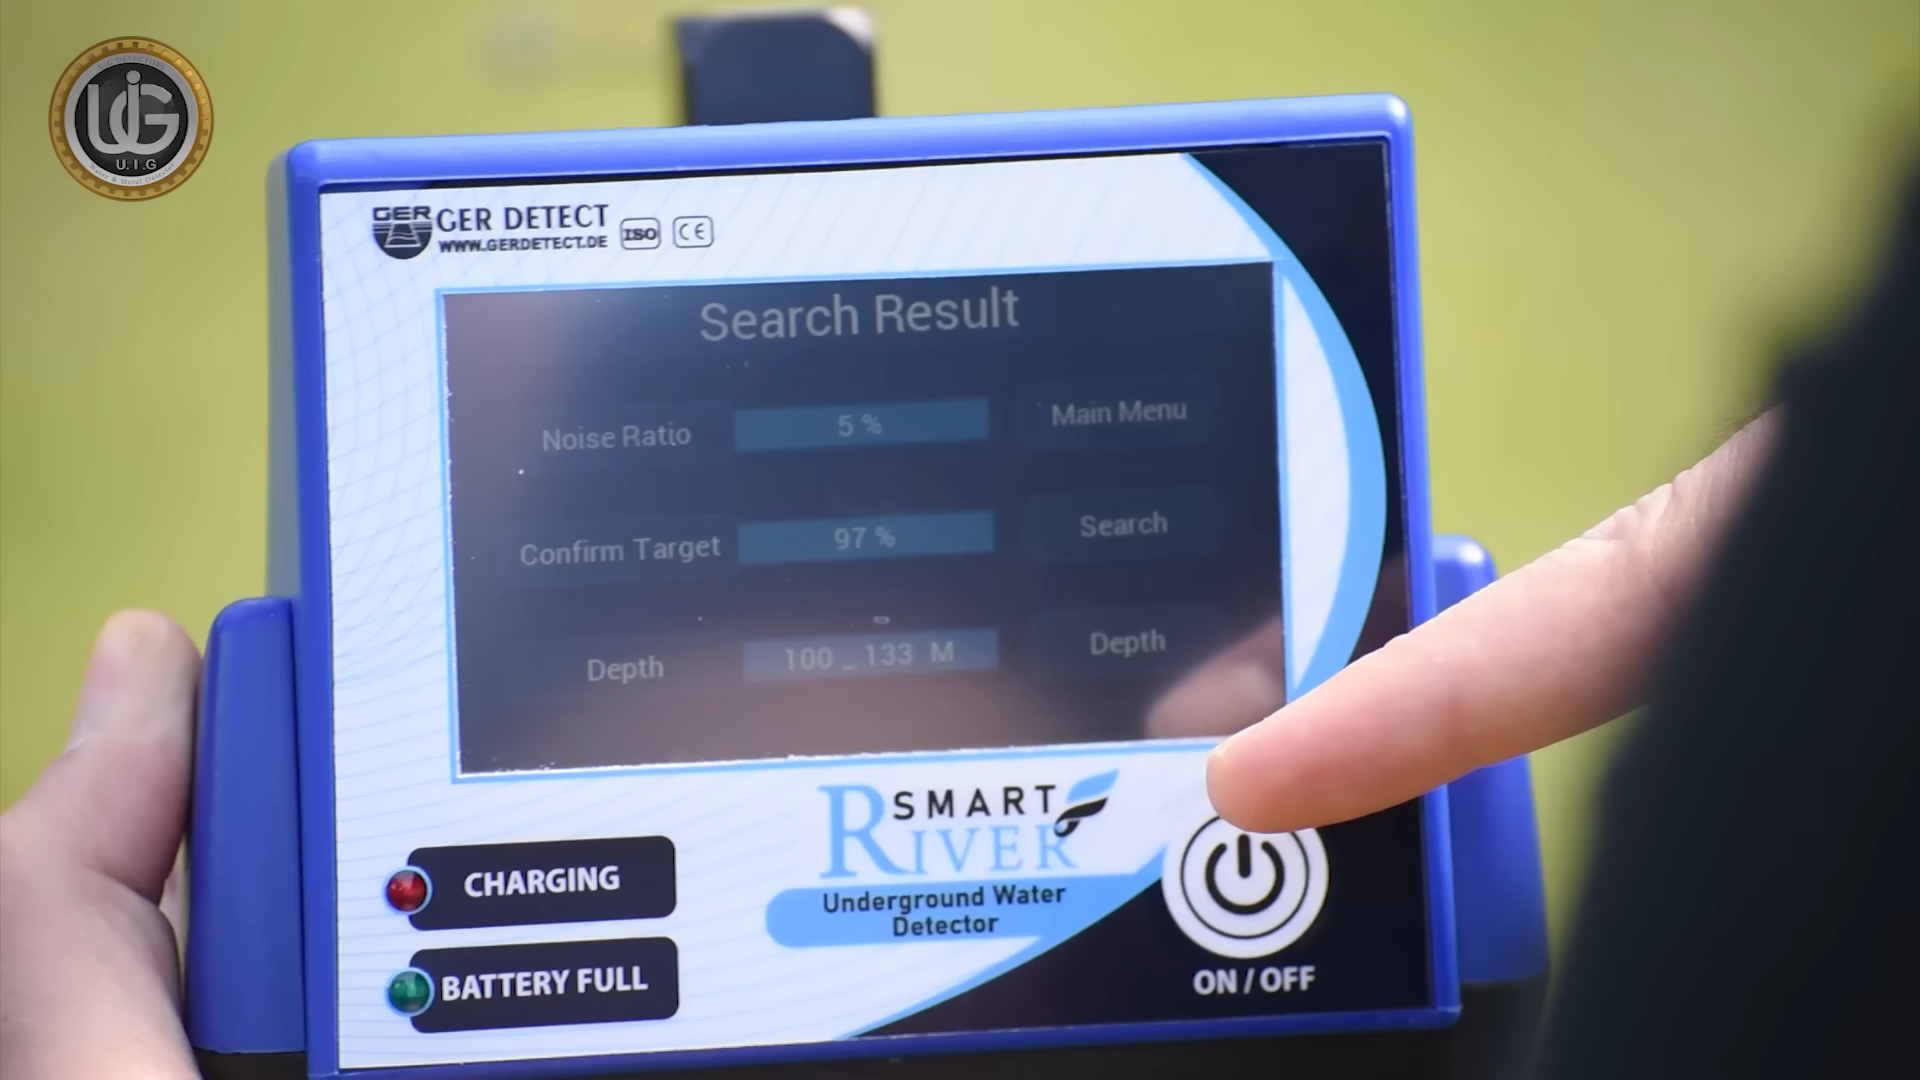 UIG
U.I.G
GER
GER DETECT
WWW.GERDETECT.DE
ISO
CE
Search Result
Noise Ratio
5 %
Main Menu
Confirm Target
97 %
Search
Depth
100 _ 133 M
Depth
SMART
RIVER
Underground Water
Detector
CHARGING
BATTERY FULL
ON / OFF